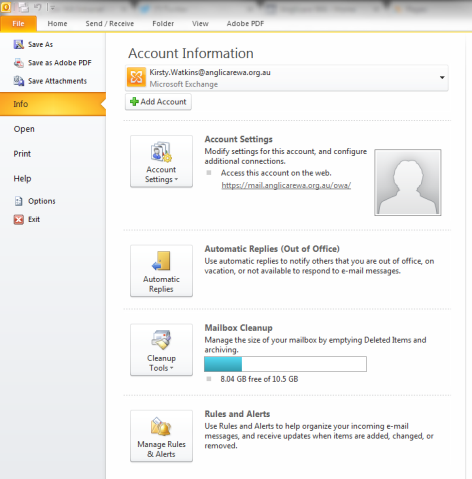 File Home Send / Receive Folder View Adobe PDF
Save As
Save as Adobe PDF
Save Attachments
Info
Open
Print
Help
Options
Exit
Account Information
Kirsty.Watkins@anglicarewa.org.au
Microsoft Exchange
Add Account
Account
Settings
Account Settings
Modify settings for this account, and configure
additional connections.
Access this account on the web.
https://mail.anglicarewa.org.au/owa/
Automatic
Replies
Automatic Replies (Out of Office)
Use automatic replies to notify others that you are out of office, on
vacation, or not available to respond to e-mail messages.
Cleanup
Tools
Mailbox Cleanup
Manage the size of your mailbox by emptying Deleted Items and
archiving.
8.04 GB free of 10.5 GB
Manage Rules
& Alerts
Rules and Alerts
Use Rules and Alerts to help organize your incoming e-mail
messages, and receive updates when items are added, changed, or
removed.